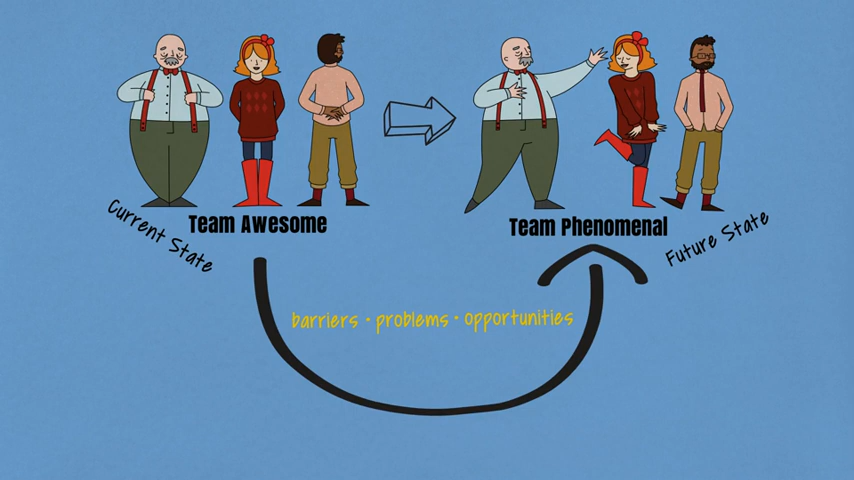 Team Awesome
Team Phenomenal
Current State
Future State
barriers • problems • opportunities